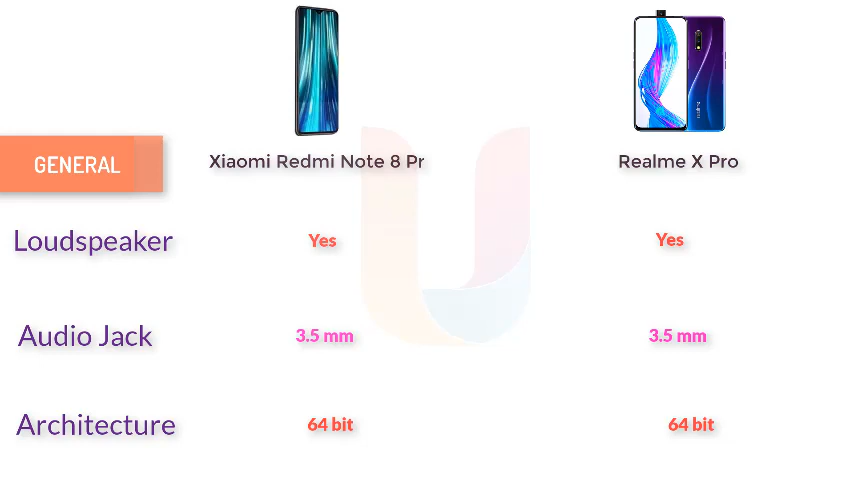 Xiaomi Redmi Note 8 Pr
Realme X Pro
GENERAL
Loudspeaker
Yes
Yes
Audio Jack
3.5 mm
3.5 mm
Architecture
64 bit
64 bit